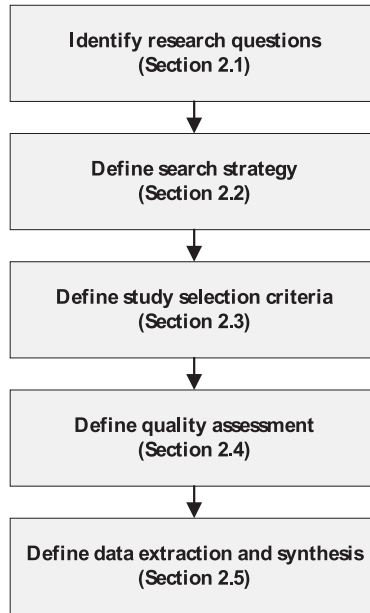 Identify research questions
(Section 2.1)
Define search strategy
(Section 2.2)
Define study selection criteria
(Section 2.3)
Define quality assessment
(Section 2.4)
Define data extraction and synthesis
(Section 2.5)